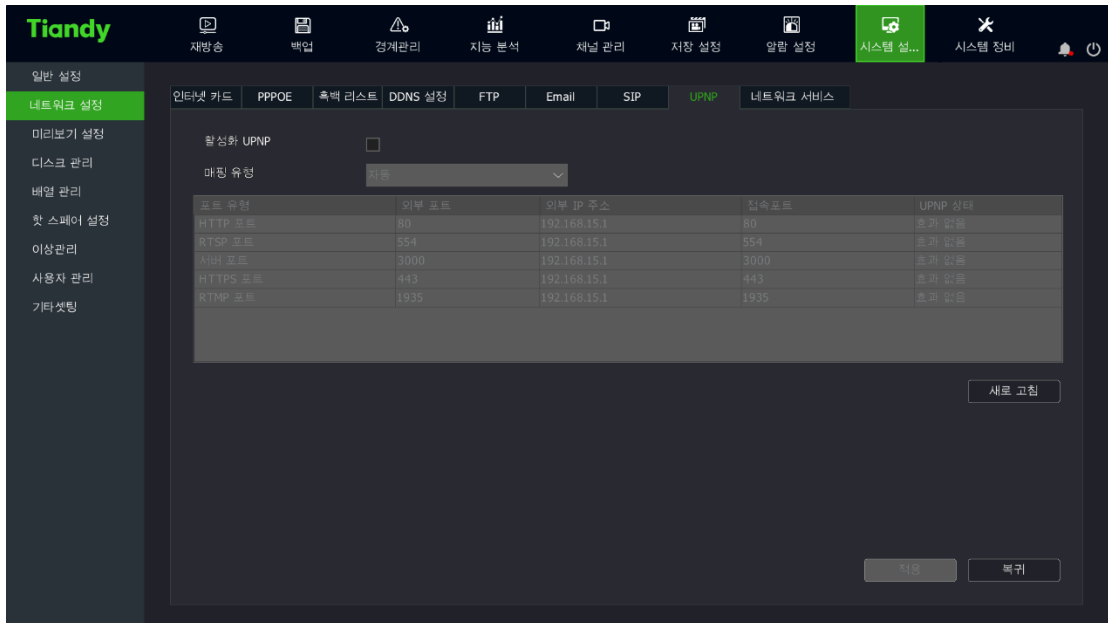 Tiandy
재방송 백업 경계관리 지능 분석 채널 관리 저장 설정 알람 설정 시스템 설... 시스템 정비
일반 설정
네트워크 설정
미리보기 설정
디스크 관리
배열 관리
핫 스페어 설정
이상관리
사용자 관리
기타셋팅
인터넷 카드 PPPOE 흑백 리스트 DDNS 설정 FTP Email SIP UPNP 네트워크 서비스
활성화 UPNP
매핑 유형 자동
포트 유형 외부 포트 외부 IP 주소 접속포트 UPNP 상태
HTTP 포트 80 192.168.15.1 80 효과 없음
RTSP 포트 554 192.168.15.1 554 효과 없음
서버 포트 3000 192.168.15.1 3000 효과 없음
HTTPS 포트 443 192.168.15.1 443 효과 없음
RTMP 포트 1935 192.168.15.1 1935 효과 없음
새로 고침
적용 복귀